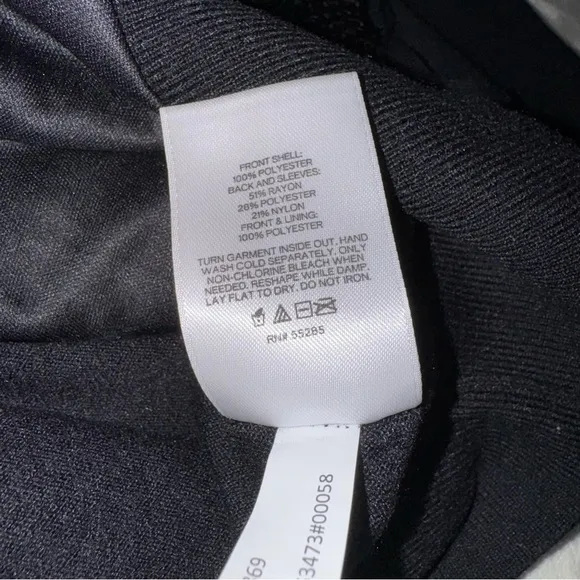 FRONT SHELL:
100% POLYESTER
BACK AND SLEEVES:
51% RAYON
28% POLYESTER
21% NYLON
FRONT & LINING:
100% POLYESTER
TURN GARMENT INSIDE OUT. HAND
WASH COLD SEPARATELY. ONLY
NON-CHLORINE BLEACH WHEN
NEEDED. RESHAPE WHILE DAMP.
LAY FLAT TO DRY. DO NOT IRON.
RN# 55285
3473#00058
369